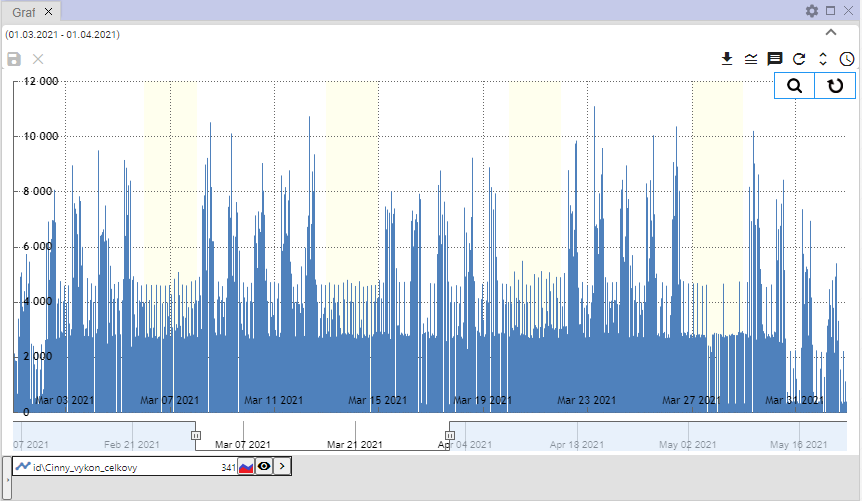 Graf
(01.03.2021 - 01.04.2021)
12 000
10 000
8 000
6 000
4 000
2 000
0
Mar 03 2021 Mar 07 2021 Mar 11 2021 Mar 15 2021 Mar 19 2021 Mar 23 2021 Mar 27 2021 Mar 31 2021
07 2021 Feb 21 2021 Mar 07 2021 Mar 21 2021 Apr 04 2021 Apr 18 2021 May 02 2021 May 16 2021
id\Cinny_vykon_celkovy 341